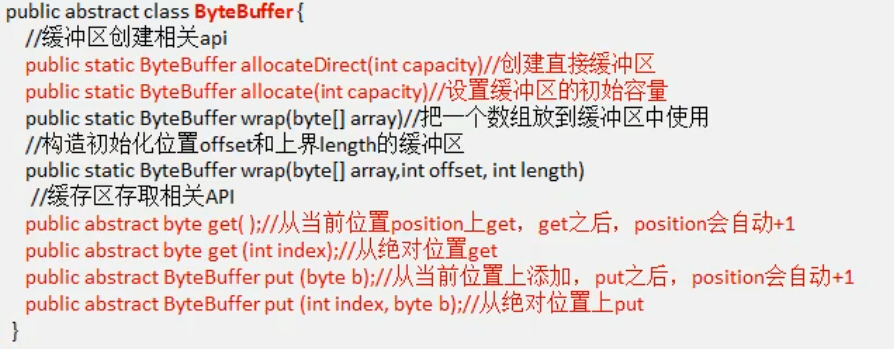 public abstract class ByteBuffer {
//缓冲区创建相关api
public static ByteBuffer allocateDirect(int capacity)//创建直接缓冲区
public static ByteBuffer allocate(int capacity)//设置缓冲区的初始容量
public static ByteBuffer wrap(byte[] array)//把一个数组放到缓冲区中使用
//构造初始化位置offset和上界length的缓冲区
public static ByteBuffer wrap(byte[] array,int offset, int length)
//缓存区存取相关API
public abstract byte get( );//从当前位置position上get，get之后，position会自动+1
public abstract byte get (int index);//从绝对位置get
public abstract ByteBuffer put (byte b);//从当前位置上添加，put之后，position会自动+1
public abstract ByteBuffer put (int index, byte b);//从绝对位置上put
}